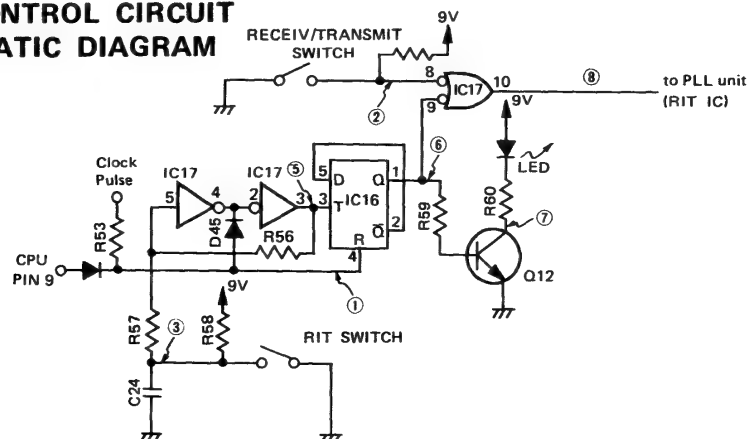 NTROL CIRCUIT
ATIC DIAGRAM
RECEIV/TRANSMIT
SWITCH
9V
8
9
IC17
10
②
⑧
to PLL unit
(RIT IC)
9V
LED
Clock
Pulse
IC17
IC17
⑤
5
4
2
3
3
5
D
Q
1
⑥
T
IC16
Q̅
2
R
4
R53
D45
R56
R59
R60
⑦
Q12
CPU
PIN 9
①
9V
R57
③
R58
RIT SWITCH
C24